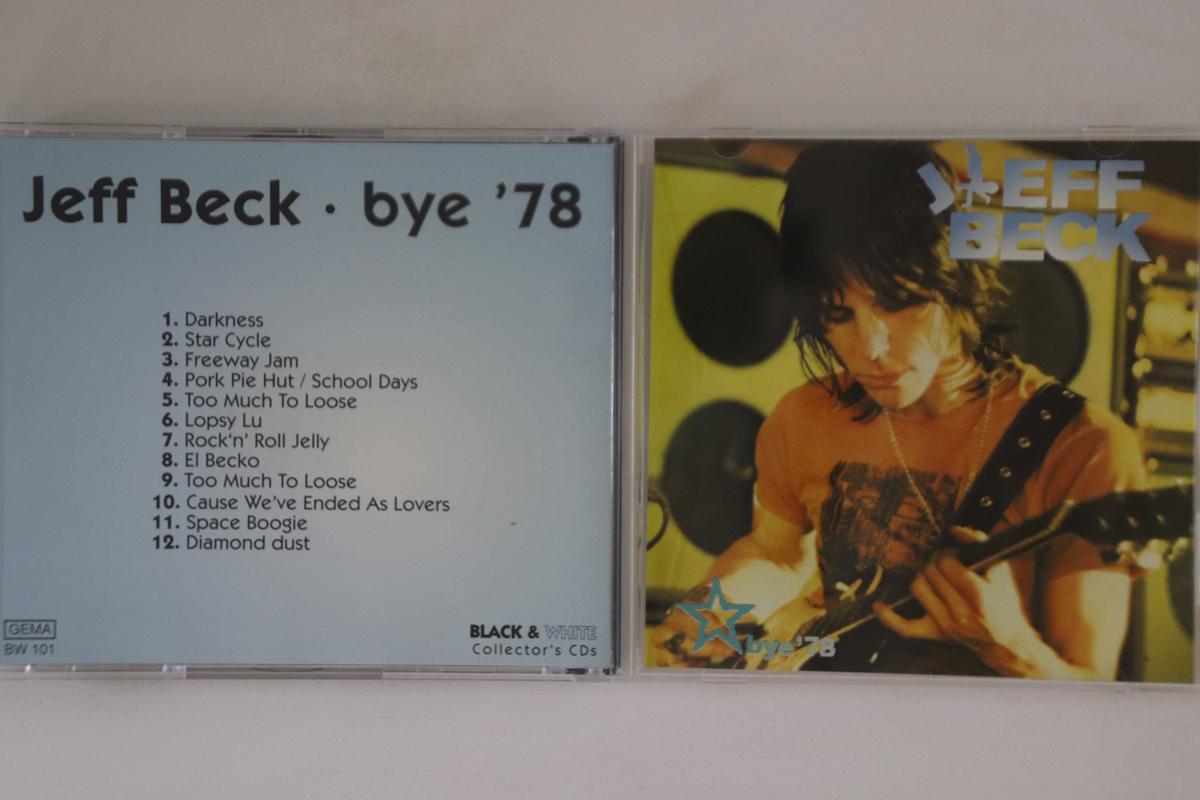 Jeff Beck · bye '78
1. Darkness
2. Star Cycle
3. Freeway Jam
4. Pork Pie Hut / School Days
5. Too Much To Loose
6. Lopsy Lu
7. Rock'n' Roll Jelly
8. El Becko
9. Too Much To Loose
10. Cause We've Ended As Lovers
11. Space Boogie
12. Diamond dust
GEMA
BW 101
BLACK & WHITE
Collector's CDs
JEFF
BECK
bye '78